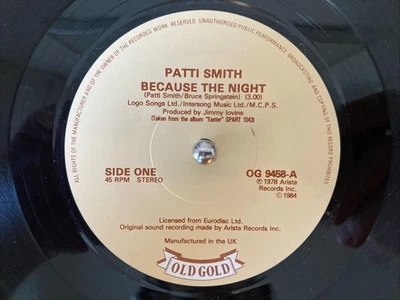 ALL RIGHTS OF THE MANUFACTURER AND OF THE OWNER OF THE RECORDED WORK RESERVED. UNAUTHORISED PUBLIC PERFORMANCE, BROADCASTING AND COPYING OF THIS RECORD PROHIBITED.
PATTI SMITH
BECAUSE THE NIGHT
(Patti Smith/Bruce Springstein) (3.00)
Logo Songs Ltd./Intersong Music Ltd./M.C.P.S.
Produced by Jimmy Iovine
(Taken from the album "Easter" SPART 1043)
SIDE ONE
45 RPM STEREO
OG 9458-A
℗ 1978 Arista
Records Inc.
© 1984
Licensed from Eurodisc Ltd.
Original sound recording made by Arista Records Inc.
Manufactured in the UK
OLD GOLD